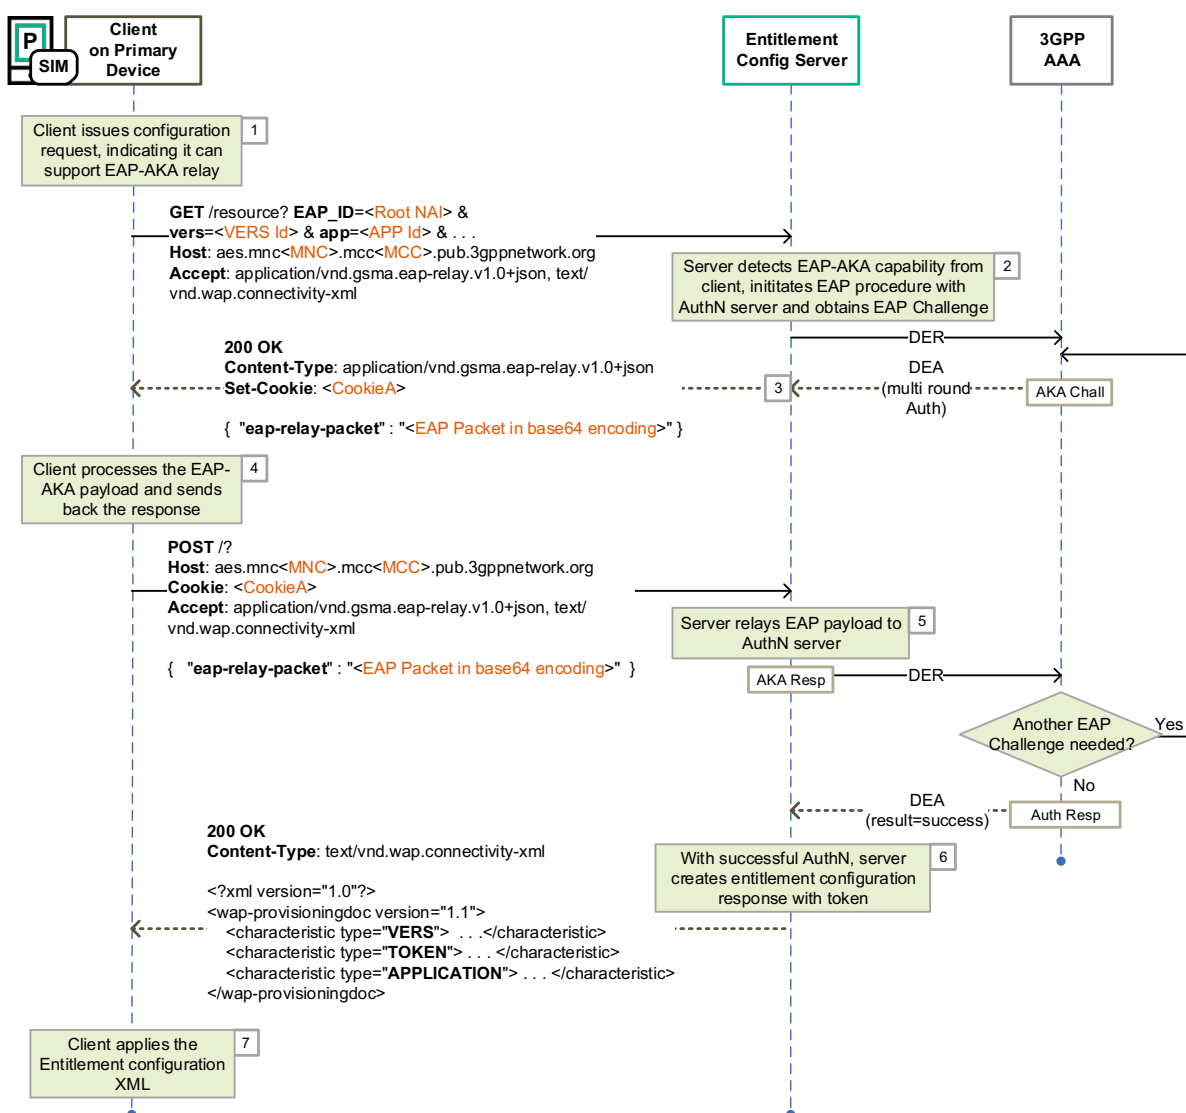 P
SIM
Client
on Primary
Device
Entitlement
Config Server
3GPP
AAA
Client issues configuration
request, indicating it can
support EAP-AKA relay
1
GET /resource? EAP_ID=<Root NAI> &
vers=<VERS Id> & app=<APP Id> & . . .
Host: aes.mnc<MNC>.mcc<MCC>.pub.3gppnetwork.org
Accept: application/vnd.gsma.eap-relay.v1.0+json, text/
vnd.wap.connectivity-xml
Server detects EAP-AKA capability from
client, inititates EAP procedure with
AuthN server and obtains EAP Challenge
2
DER
200 OK
Content-Type: application/vnd.gsma.eap-relay.v1.0+json
Set-Cookie: <CookieA>
{ "eap-relay-packet" : "<EAP Packet in base64 encoding>" }
3
DEA
(multi round
Auth)
AKA Chall
Client processes the EAP-
AKA payload and sends
back the response
4
POST /?
Host: aes.mnc<MNC>.mcc<MCC>.pub.3gppnetwork.org
Cookie: <CookieA>
Accept: application/vnd.gsma.eap-relay.v1.0+json, text/
vnd.wap.connectivity-xml
{ "eap-relay-packet" : "<EAP Packet in base64 encoding>" }
Server relays EAP payload to
AuthN server
5
AKA Resp
DER
Another EAP
Challenge needed?
Yes
No
DEA
(result=success)
Auth Resp
200 OK
Content-Type: text/vnd.wap.connectivity-xml
<?xml version="1.0"?>
<wap-provisioningdoc version="1.1">
<characteristic type="VERS"> . . .</characteristic>
<characteristic type="TOKEN"> . . . </characteristic>
<characteristic type="APPLICATION"> . . . </characteristic>
</wap-provisioningdoc>
With successful AuthN, server
creates entitlement configuration
response with token
6
Client applies the
Entitlement configuration
XML
7